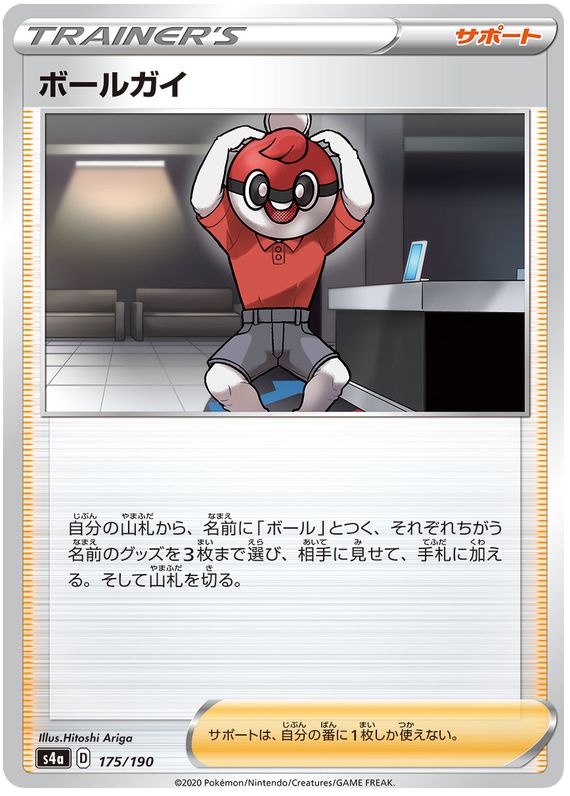 TRAINER'S
サポート
ボールガイ
自分の山札から、名前に「ボール」とつく、それぞれちがう
名前のグッズを3枚まで選び、相手に見せて、手札に加え
る。そして山札を切る。
Illus.Hitoshi Ariga
サポートは、自分の番に1枚しか使えない。
s4a D 175/190
©2020 Pokémon/Nintendo/Creatures/GAME FREAK.